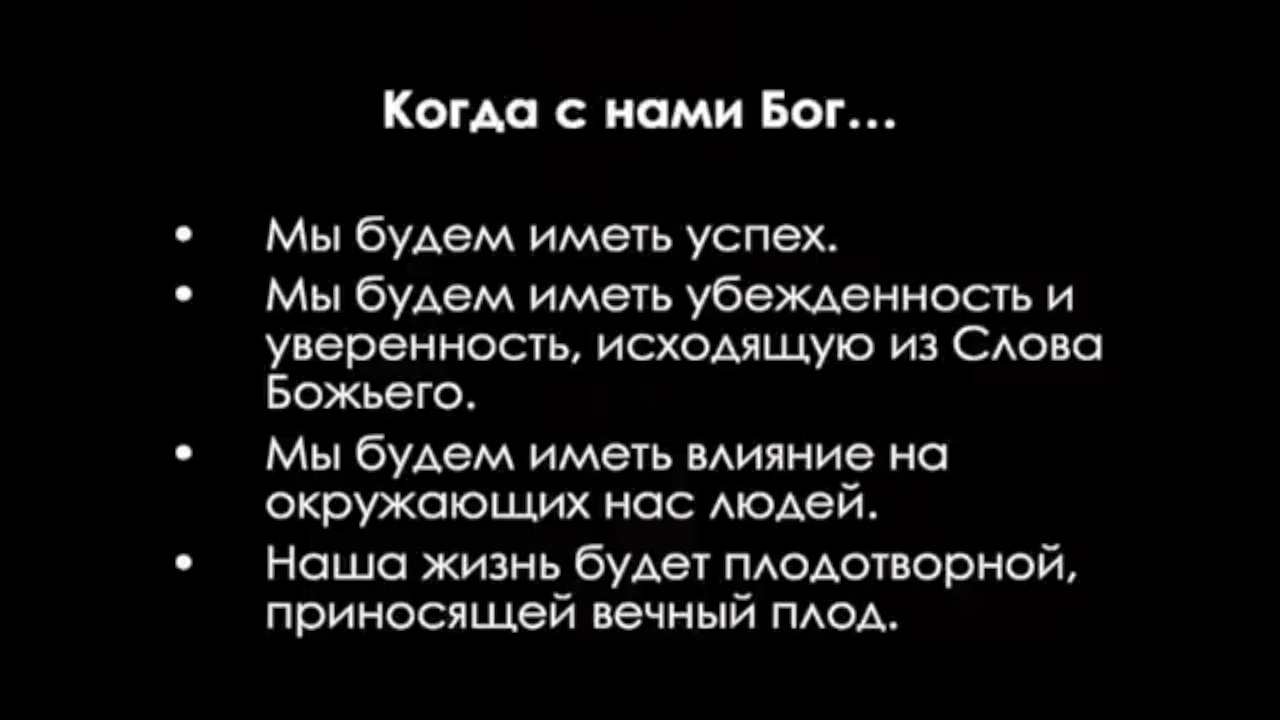 Когда с нами Бог...
• Мы будем иметь успех.
• Мы будем иметь убежденность и
уверенность, исходящую из Слова
Божьего.
• Мы будем иметь влияние на
окружающих нас людей.
• Наша жизнь будет плодотворной,
приносящей вечный плод.